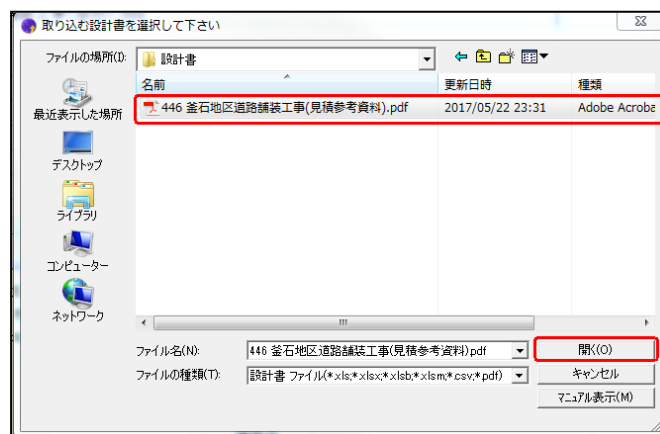 取り込む設計書を選択して下さい
ファイルの場所(I):
設計書
名前
更新日時
種類
446 釜石地区道路舗装工事(見積参考資料).pdf
2017/05/22 23:31
Adobe Acroba
最近表示した場所
デスクトップ
ライブラリ
コンピューター
ネットワーク
ファイル名(N):
446 釜石地区道路舗装工事(見積参考資料).pdf
開く(O)
ファイルの種類(T):
設計書 ファイル(*.xls;*.xlsx;*.xlsb;*.xlsm;*.csv;*.pdf)
キャンセル
マニュアル表示(M)